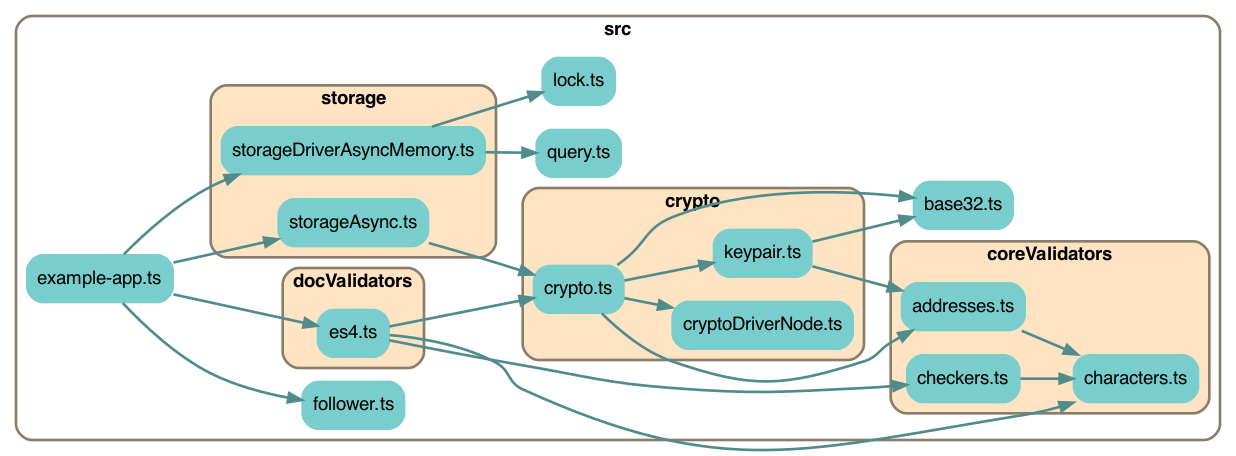 src
lock.ts
storage
storageDriverAsyncMemory.ts
query.ts
storageAsync.ts
crypto
base32.ts
keypair.ts
coreValidators
example-app.ts
docValidators
crypto.ts
addresses.ts
es4.ts
cryptoDriverNode.ts
checkers.ts
characters.ts
follower.ts